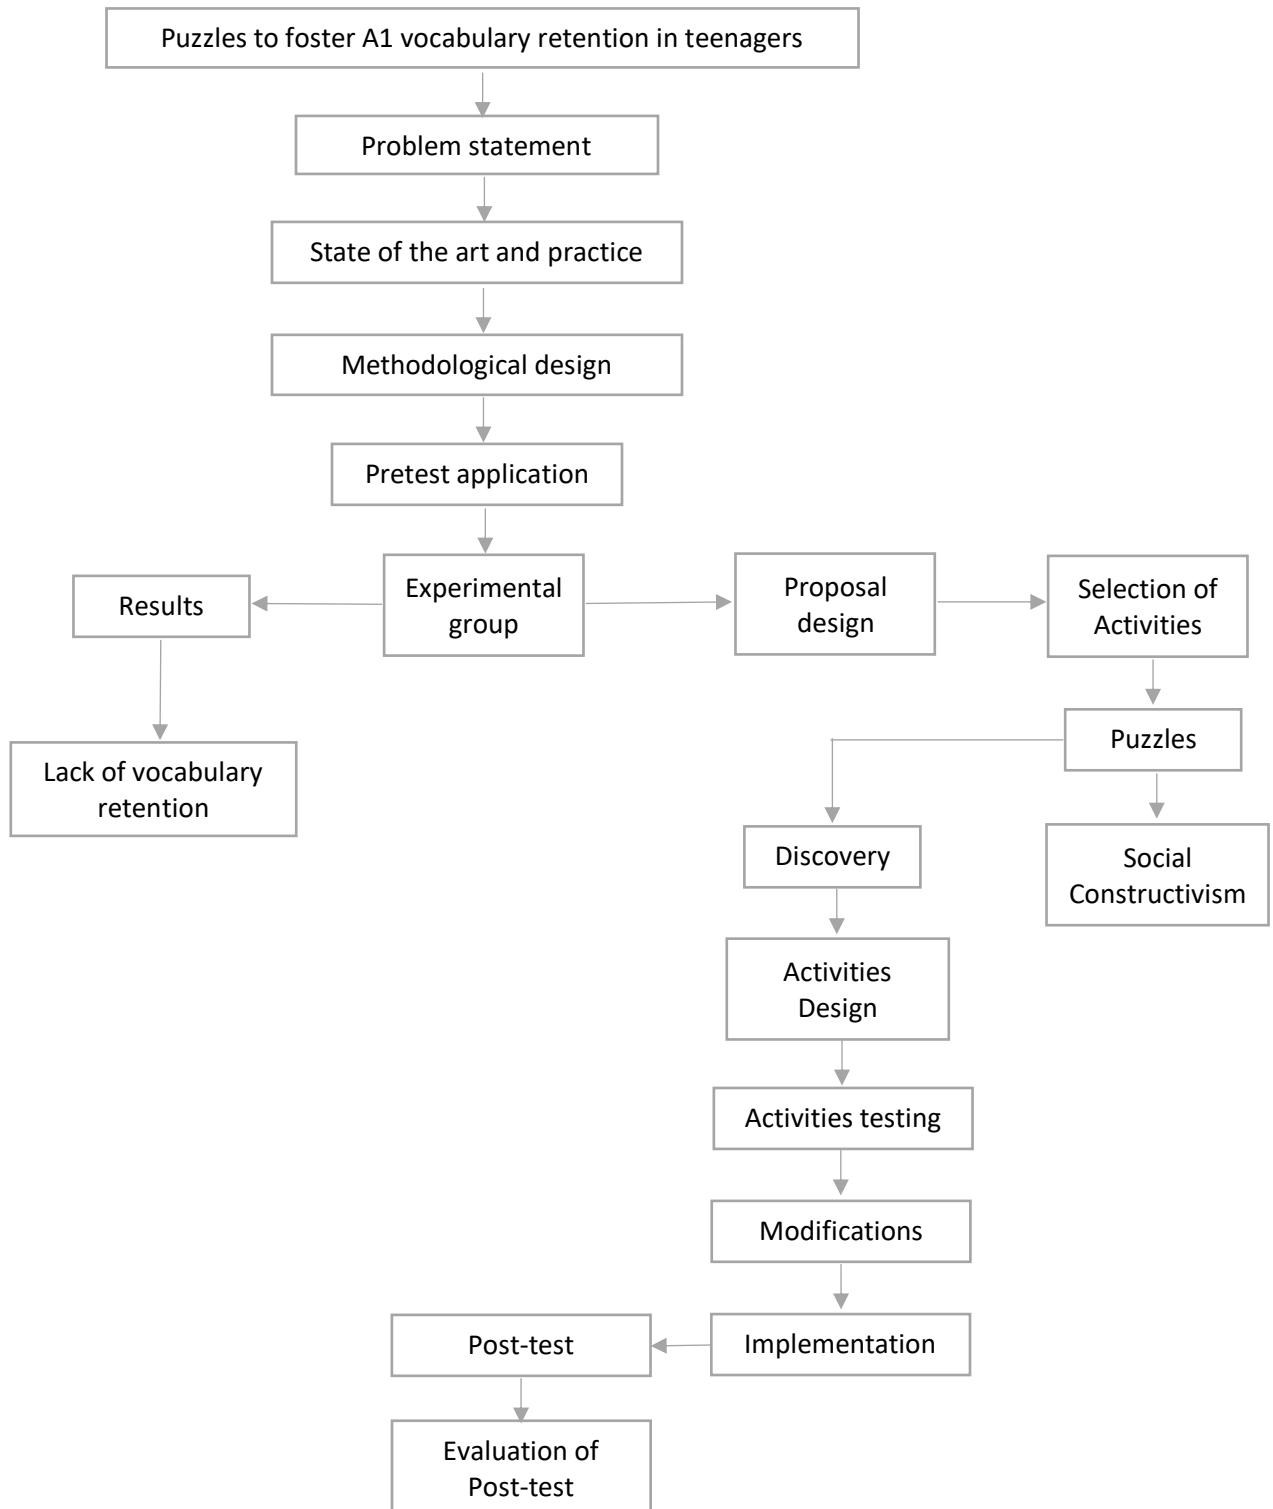 Puzzles to foster A1 vocabulary retention in teenagers
Problem statement
State of the art and practice
Methodological design
Pretest application
Experimental
group
Results
Lack of vocabulary
retention
Proposal
design
Selection of
Activities
Puzzles
Social
Constructivism
Discovery
Activities
Design
Activities testing
Modifications
Implementation
Post-test
Evaluation of
Post-test